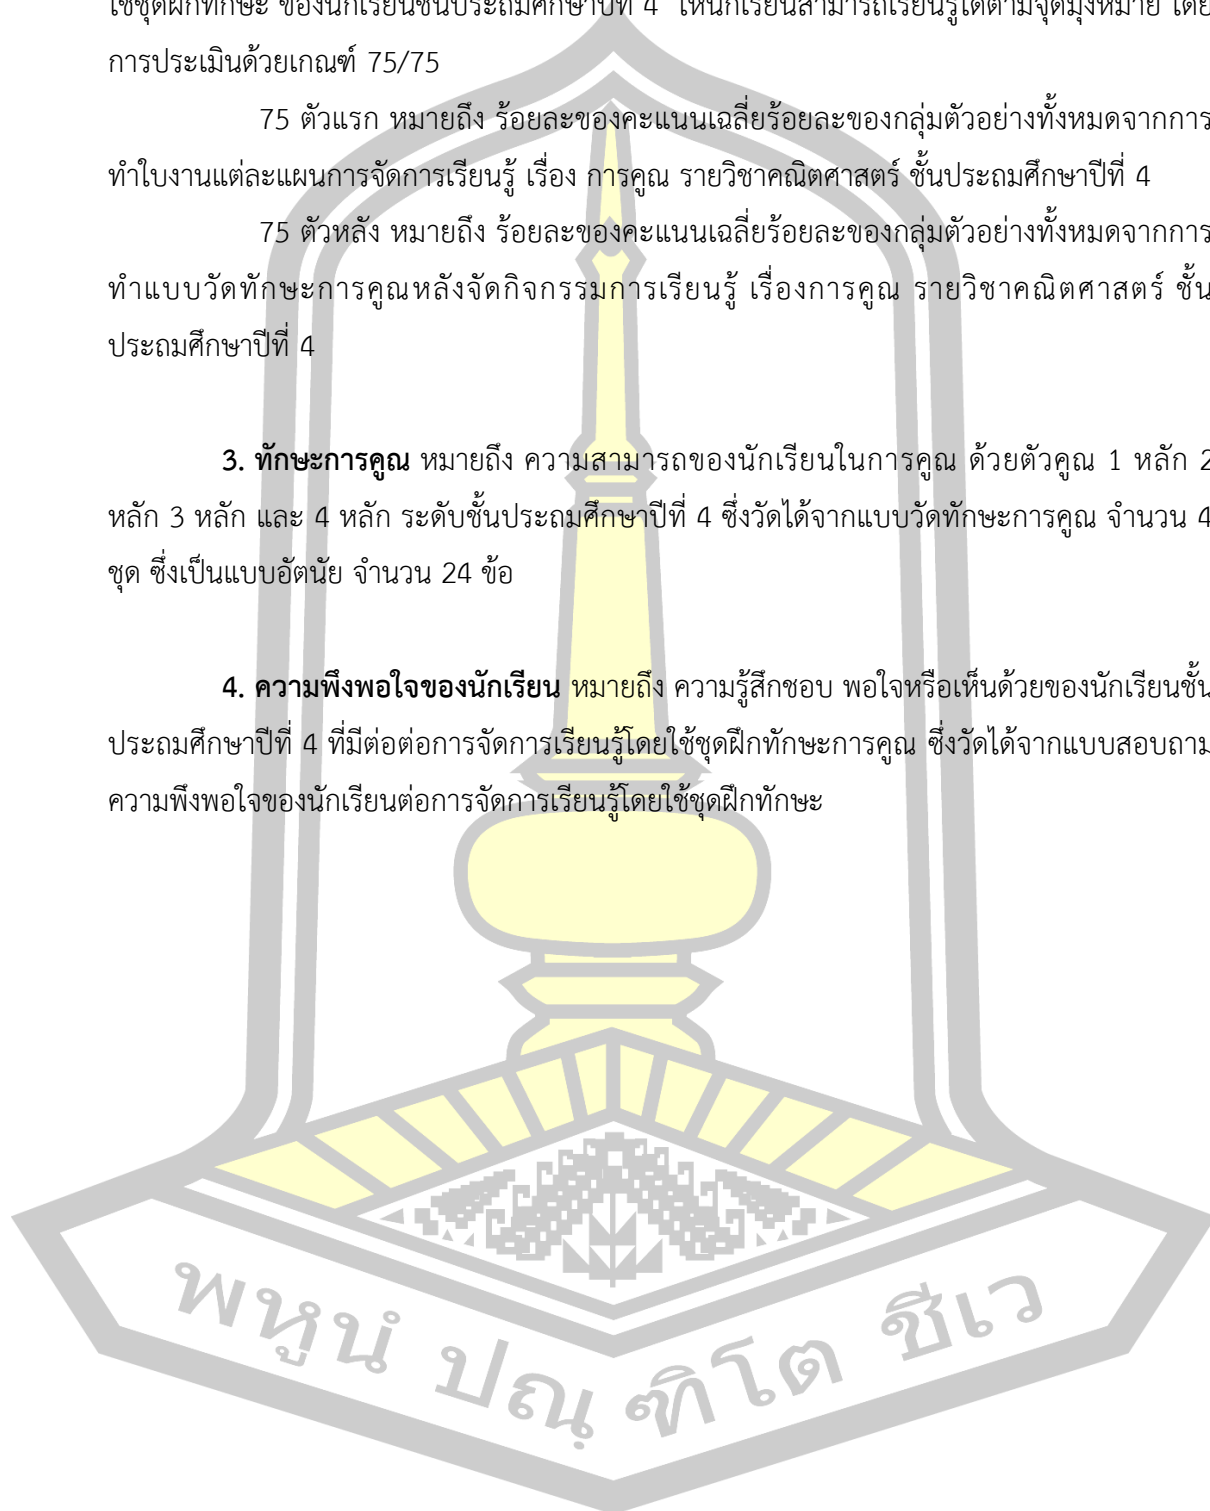 ใช้ชุดฝึกทักษะ ของนักเรียนชั้นประถมศึกษาปีที่ 4 ให้นักเรียนสามารถเรียนรู้ได้ตามจุดมุ่งหมาย โดย
การประเมินด้วยเกณฑ์ 75/75
75 ตัวแรก หมายถึง ร้อยละของคะแนนเฉลี่ยร้อยละของกลุ่มตัวอย่างทั้งหมดจากการ
ทำใบงานแต่ละแผนการจัดการเรียนรู้ เรื่อง การคูณ รายวิชาคณิตศาสตร์ ชั้นประถมศึกษาปีที่ 4
75 ตัวหลัง หมายถึง ร้อยละของคะแนนเฉลี่ยร้อยละของกลุ่มตัวอย่างทั้งหมดจากการ
ทำแบบวัดทักษะการคูณหลังจัดกิจกรรมการเรียนรู้ เรื่องการคูณ รายวิชาคณิตศาสตร์ ชั้น
ประถมศึกษาปีที่ 4
3. ทักษะการคูณ หมายถึง ความสามารถของนักเรียนในการคูณ ด้วยตัวคูณ 1 หลัก 2
หลัก 3 หลัก และ 4 หลัก ระดับชั้นประถมศึกษาปีที่ 4 ซึ่งวัดได้จากแบบวัดทักษะการคูณ จำนวน 4
ชุด ซึ่งเป็นแบบอัตนัย จำนวน 24 ข้อ
4. ความพึงพอใจของนักเรียน หมายถึง ความรู้สึกชอบ พอใจหรือเห็นด้วยของนักเรียนชั้น
ประถมศึกษาปีที่ 4 ที่มีต่อต่อการจัดการเรียนรู้โดยใช้ชุดฝึกทักษะการคูณ ซึ่งวัดได้จากแบบสอบถาม
ความพึงพอใจของนักเรียนต่อการจัดการเรียนรู้โดยใช้ชุดฝึกทักษะ
พหูนํ ปณฺฑิโต ชีเว